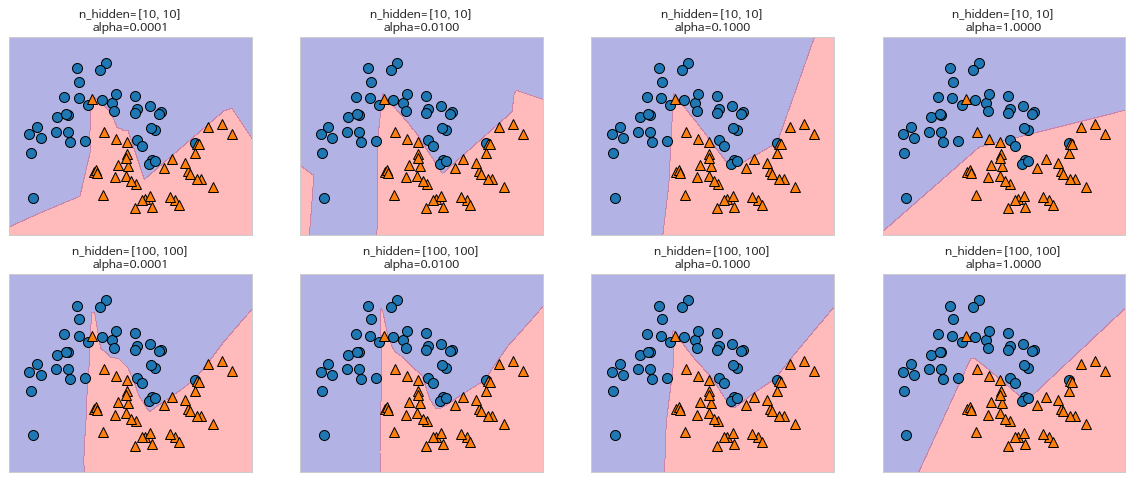 n_hidden=[10, 10]
alpha=0.0001
n_hidden=[10, 10]
alpha=0.0100
n_hidden=[10, 10]
alpha=0.1000
n_hidden=[10, 10]
alpha=1.0000
n_hidden=[100, 100]
alpha=0.0001
n_hidden=[100, 100]
alpha=0.0100
n_hidden=[100, 100]
alpha=0.1000
n_hidden=[100, 100]
alpha=1.0000